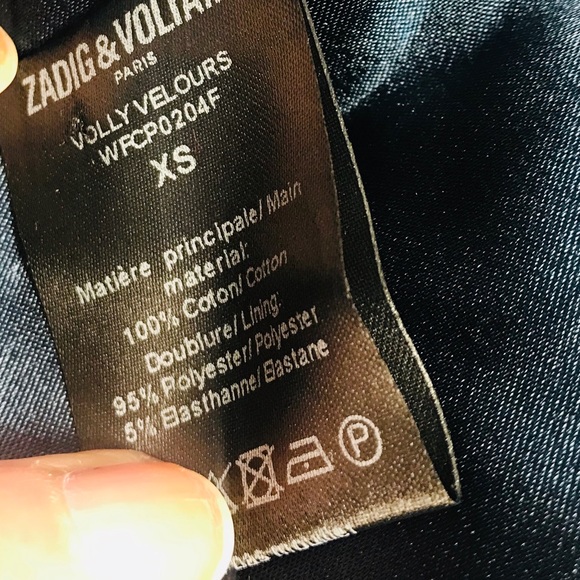 ZADIG&VOLTAI
PARIS
VOLLY VELOURS
WFCP0204F
XS
Matière principale/ Main
material:
100% Coton/ Cotton
Doublure/ Lining:
95% Polyester/ Polyester
5% Elasthanne/ Elastane
P